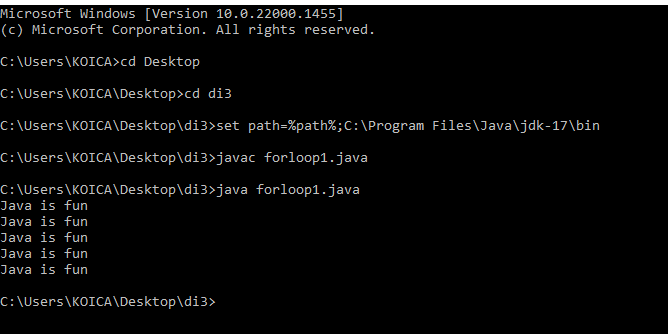 Microsoft Windows [Version 10.0.22000.1455]
(c) Microsoft Corporation. All rights reserved.
C:\Users\KOICA>cd Desktop
C:\Users\KOICA\Desktop>cd di3
C:\Users\KOICA\Desktop\di3>set path=%path%;C:\Program Files\Java\jdk-17\bin
C:\Users\KOICA\Desktop\di3>javac forloop1.java
C:\Users\KOICA\Desktop\di3>java forloop1.java
Java is fun
Java is fun
Java is fun
Java is fun
Java is fun
C:\Users\KOICA\Desktop\di3>